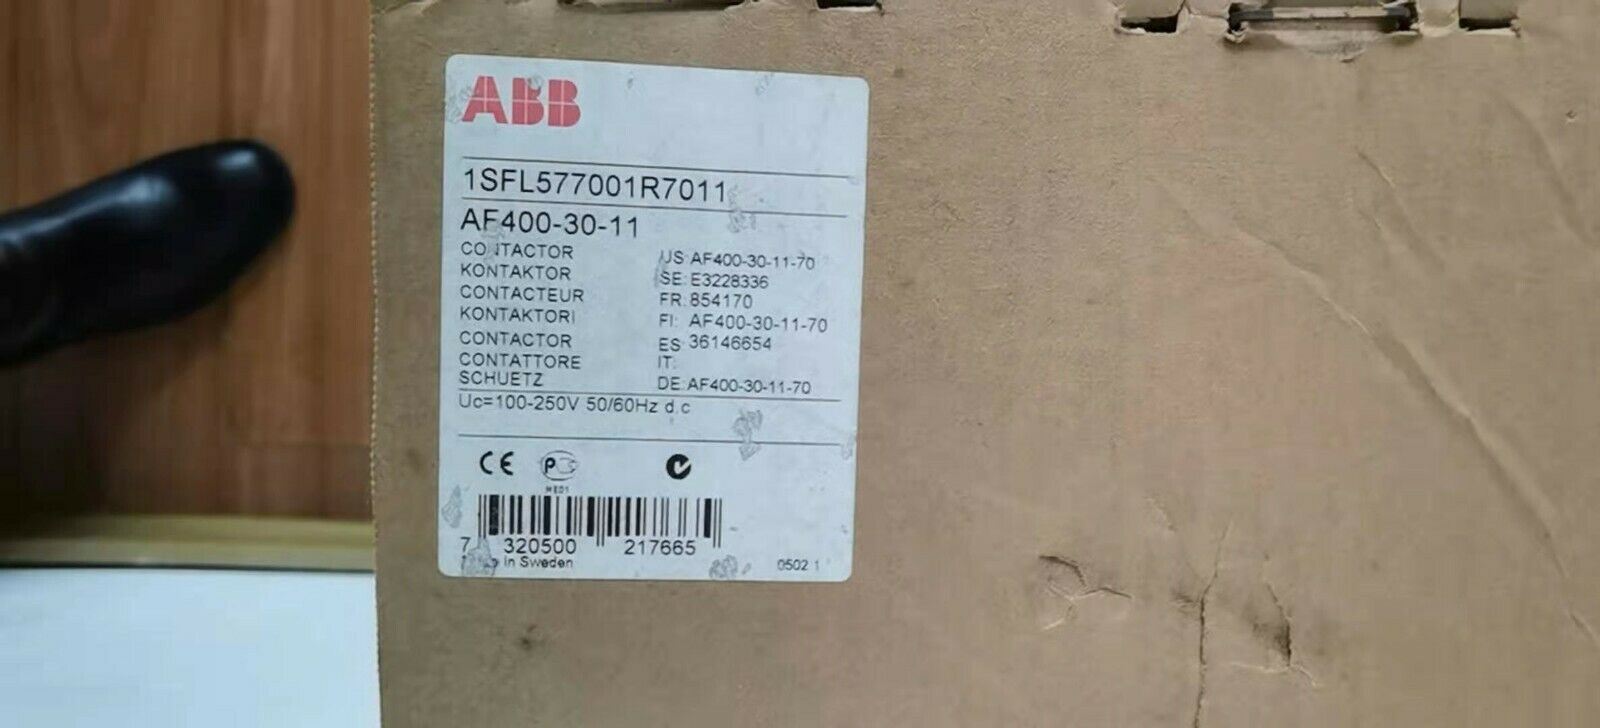 ABB
1SFL577001R7011
AF400-30-11
CONTACTOR US: AF400-30-11-70
KONTAKTOR SE: E3228336
CONTACTEUR FR: 854170
KONTAKTORI FI: AF400-30-11-70
CONTACTOR ES: 36146654
CONTATTORE IT:
SCHUETZ DE: AF400-30-11-70
Uc=100-250V 50/60Hz d.c
CE
ME01
7 320500 217665
in Sweden 0502 1